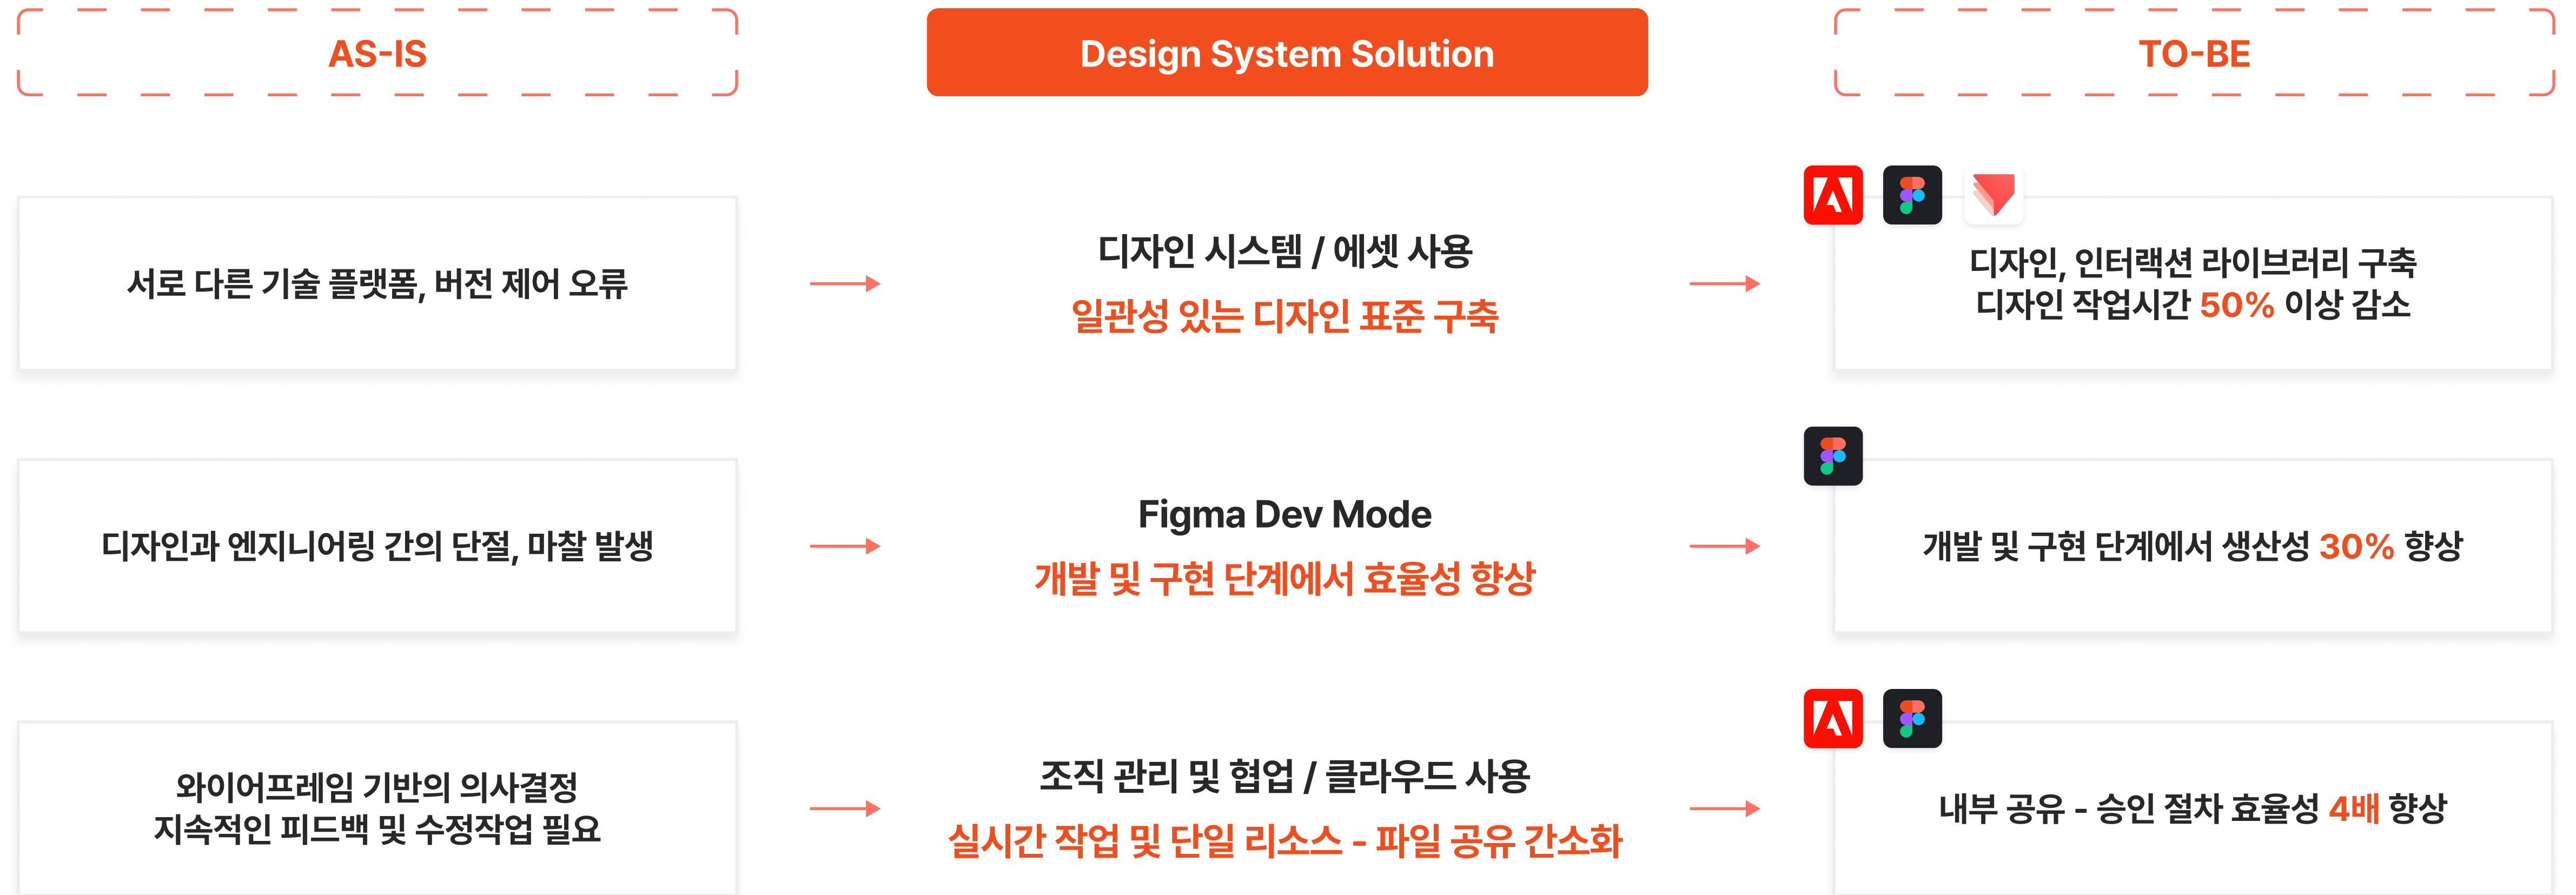 AS-IS
Design System Solution
TO-BE
서로 다른 기술 플랫폼, 버전 제어 오류
디자인 시스템 / 에셋 사용
일관성 있는 디자인 표준 구축
디자인, 인터랙션 라이브러리 구축
디자인 작업시간 50% 이상 감소
디자인과 엔지니어링 간의 단절, 마찰 발생
Figma Dev Mode
개발 및 구현 단계에서 효율성 향상
개발 및 구현 단계에서 생산성 30% 향상
와이어프레임 기반의 의사결정
지속적인 피드백 및 수정작업 필요
조직 관리 및 협업 / 클라우드 사용
실시간 작업 및 단일 리소스 - 파일 공유 간소화
내부 공유 - 승인 절차 효율성 4배 향상